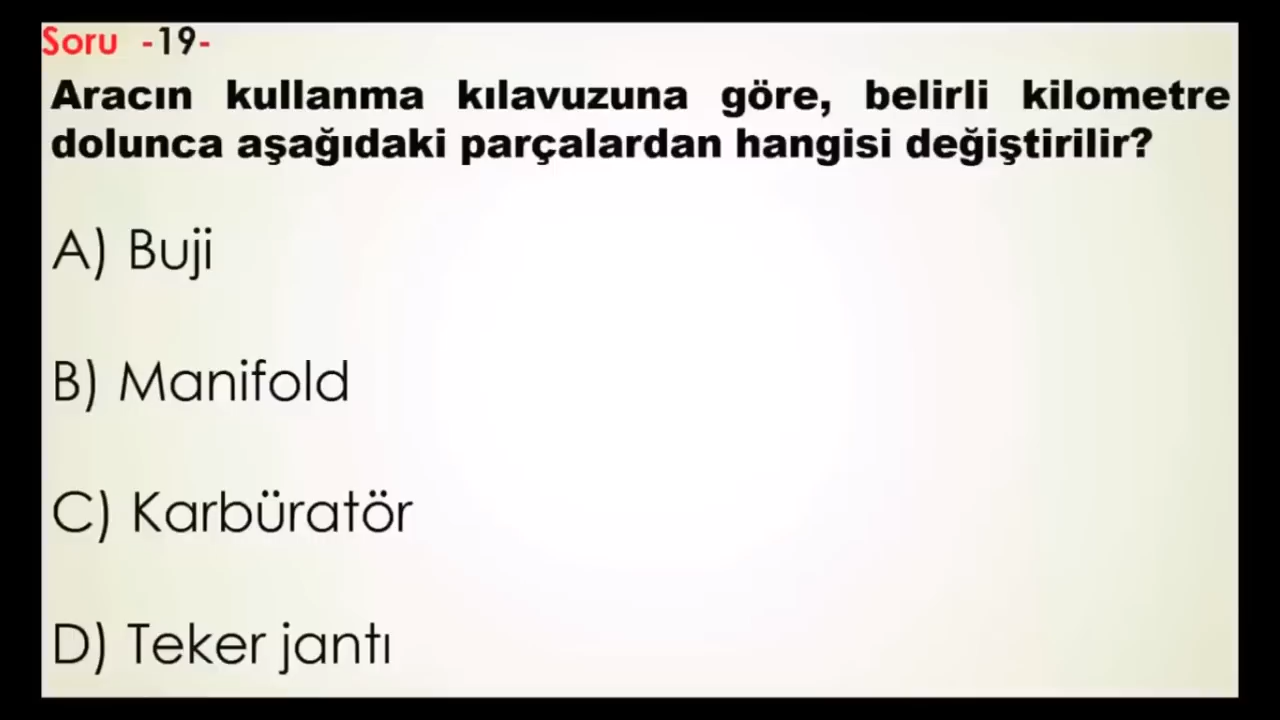 Soru -19-
Aracın kullanma kılavuzuna göre, belirli kilometre
dolunca aşağıdaki parçalardan hangisi değiştirilir?
A) Buji
B) Manifold
C) Karbüratör
D) Teker jantı